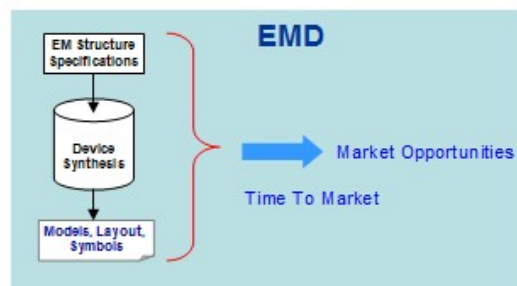 EMD
EM Structure
Specifications
Device
Synthesis
Models, Layout,
Symbols
Market Opportunities
Time To Market